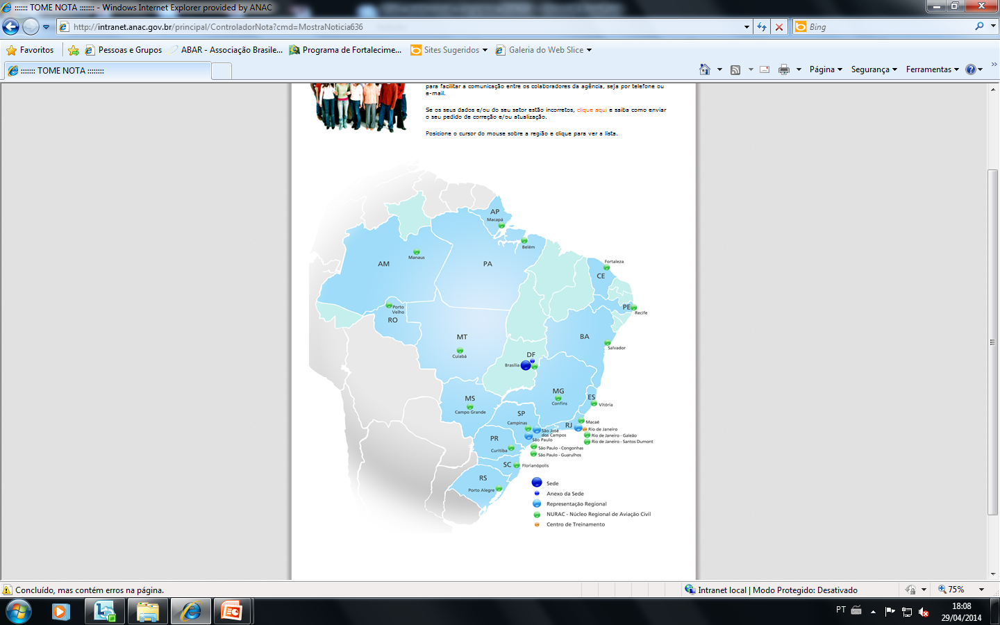 ::::::: TOME NOTA :::::::: - Windows Internet Explorer provided by ANAC
http://intranet.anac.gov.br/principal/ControladorNota?cmd=MostraNoticia636
Bing
Favoritos
Pessoas e Grupos
ABAR - Associação Brasile...
Programa de Fortalecime...
Sites Sugeridos
Galeria do Web Slice
::::::: TOME NOTA ::::::::
Página
Segurança
Ferramentas
para facilitar a comunicação entre os colaboradores da agência, seja por telefone ou
e-mail.
Se os seus dados e/ou do seu setor estão incorretos, clique aqui e saiba como enviar
o seu pedido de correção e/ou atualização.
Posicione o cursor do mouse sobre a região e clique para ver a lista.
AP
Macapá
Belém
Manaus
AM
PA
Fortaleza
CE
Porto
Velho
RO
PE
Recife
MT
Cuiabá
BA
Salvador
DF
Brasília
MG
Confins
ES
Vitória
MS
Campo Grande
SP
Campinas
São José
dos Campos
São Paulo
RJ
Macaé
Rio de Janeiro
Rio de Janeiro - Galeão
Rio de Janeiro - Santos Dumont
PR
Curitiba
São Paulo - Congonhas
São Paulo - Guarulhos
SC
Florianópolis
RS
Porto Alegre
Sede
Anexo da Sede
Representação Regional
NURAC - Núcleo Regional de Aviação Civil
Centro de Treinamento
Concluído, mas contém erros na página.
Intranet local | Modo Protegido: Desativado
75%
PT
18:08
29/04/2014